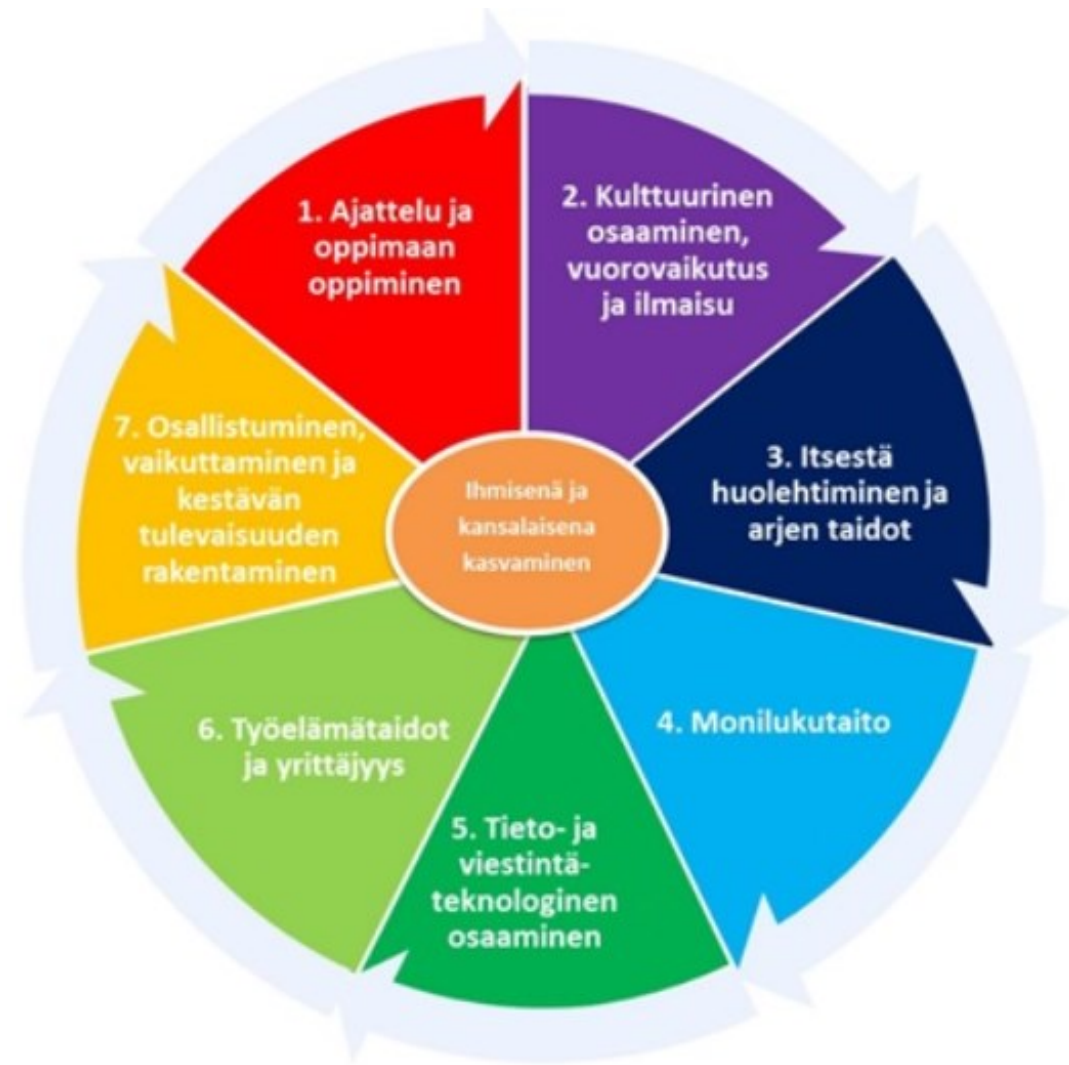 1. Ajattelu ja
oppimaan
oppiminen
2. Kulttuurinen
osaaminen,
vuorovaikutus
ja ilmaisu
3. Itsestä
huolehtiminen ja
arjen taidot
4. Monilukutaito
5. Tieto- ja
viestintä-
teknologinen
osaaminen
6. Työelämätaidot
ja yrittäjyys
7. Osallistuminen,
vaikuttaminen ja
kestävän
tulevaisuuden
rakentaminen
Ihmisenä ja
kansalaisena
kasvaminen